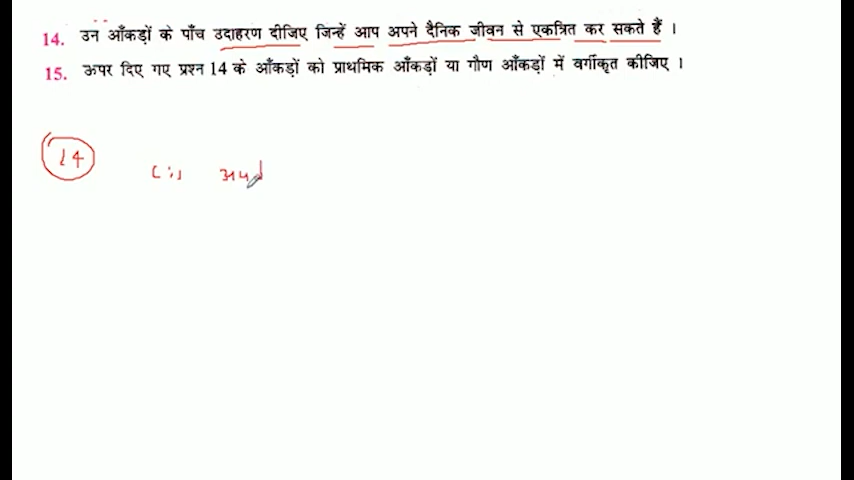 14. उन आँकड़ों के पाँच उदाहरण दीजिए जिन्हें आप अपने दैनिक जीवन से एकत्रित कर सकते हैं ।
15. ऊपर दिए गए प्रश्न 14 के आँकड़ों को प्राथमिक आँकड़ों या गौण आँकड़ों में वर्गीकृत कीजिए ।
14
(i) अप